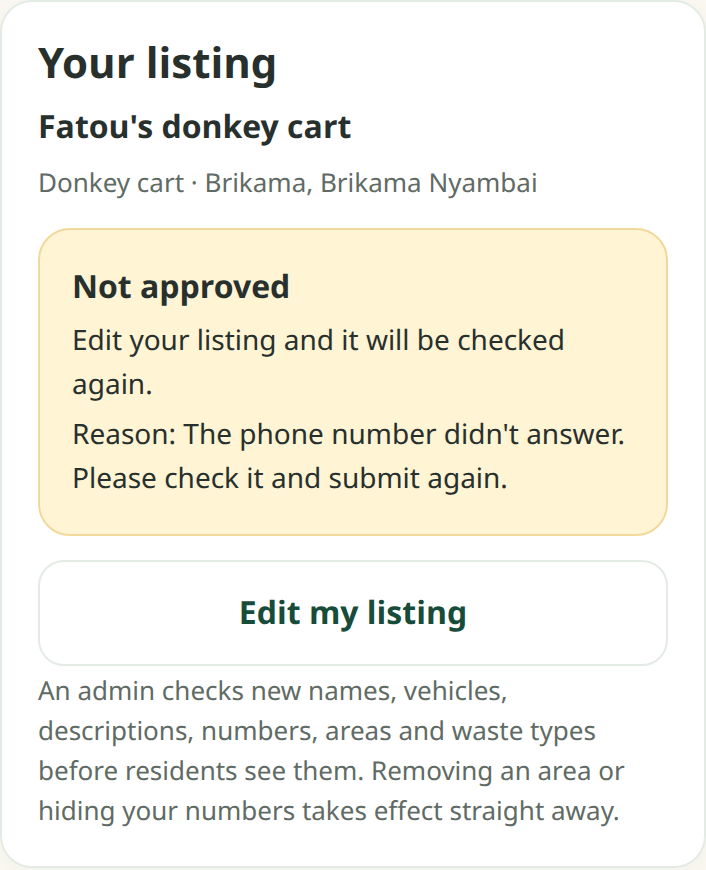 Your listing
Fatou's donkey cart
Donkey cart · Brikama, Brikama Nyambai
Not approved
Edit your listing and it will be checked
again.
Reason: The phone number didn't answer.
Please check it and submit again.
Edit my listing
An admin checks new names, vehicles,
descriptions, numbers, areas and waste types
before residents see them. Removing an area or
hiding your numbers takes effect straight away.